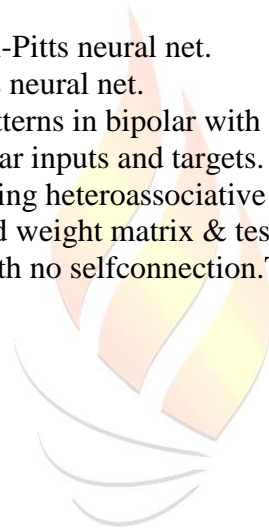 -Pitts neural net.
neural net.
tterns in bipolar with
ar inputs and targets.
ing heteroassociative
d weight matrix & tes
th no selfconnection.